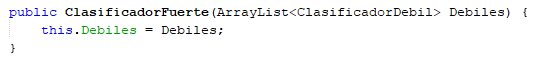 public ClasificadorFuerte(ArrayList<ClasificadorDebil> Debiles) {
    this.Debiles = Debiles;
}